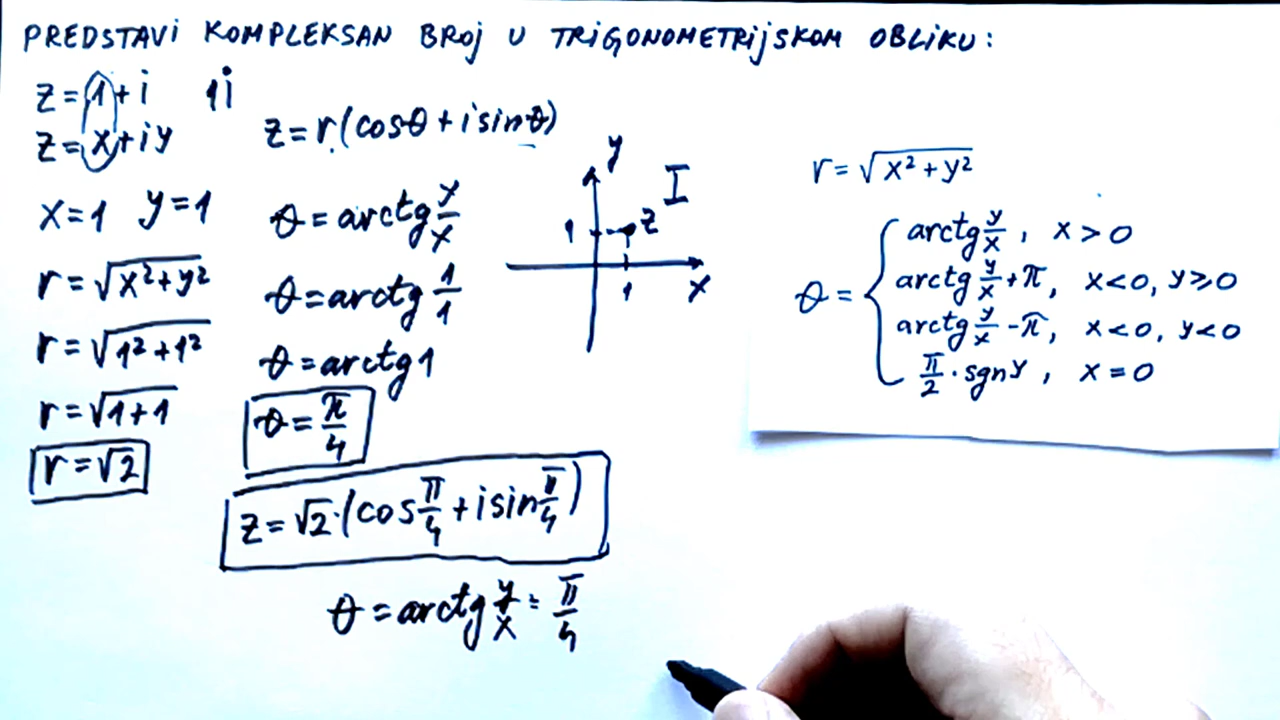 PREDSTAVI KOMPLEKSAN BROJ U TRIGONOMETRIJSKOM OBLIKU:
z = 1 + i
1i
z = x + iy
x = 1 y = 1
r = √x² + y²
r = √1² + 1²
r = √1 + 1
r = √2
z = r(cosθ + i sinθ)
θ = arctg y/x
θ = arctg 1/1
θ = arctg 1
θ = π/4
z = √2·(cos π/4 + i sin π/4)
θ = arctg y/x = π/4
y
I
1
z
1
x
r = √x² + y²
θ = { arctg y/x , x > 0
arctg y/x + π, x < 0, y ≥ 0
arctg y/x - π, x < 0, y < 0
π/2 · sgn y , x = 0